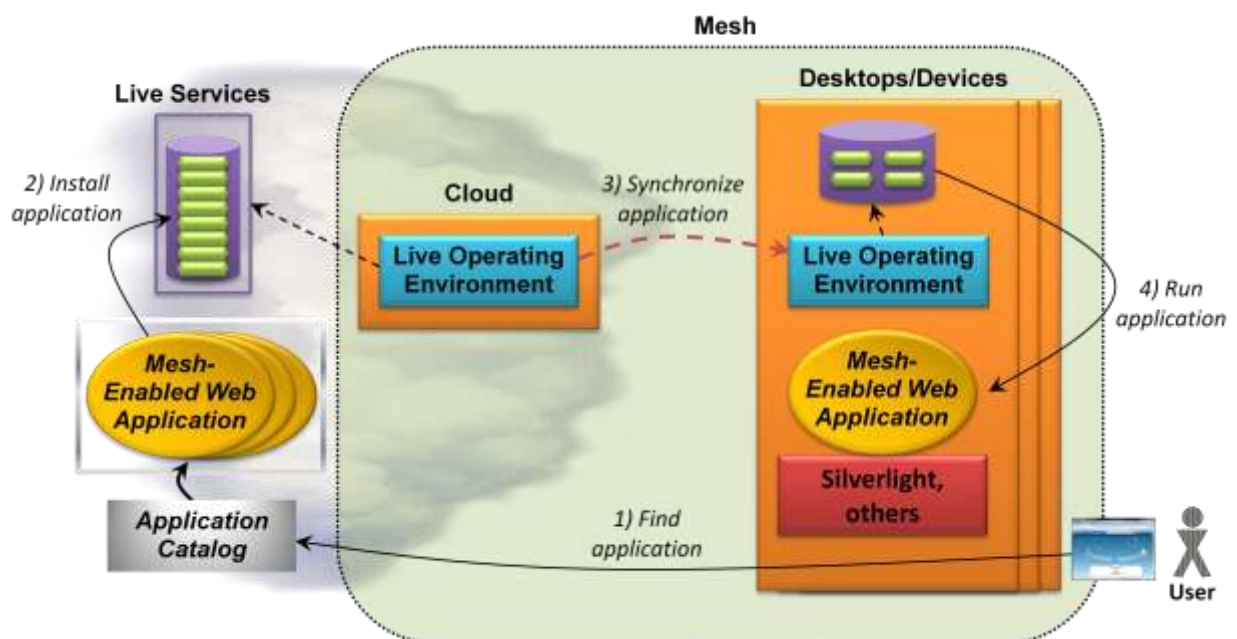 Mesh
Live Services
Desktops/Devices
2) Install
application
Cloud
3) Synchronize
application
Live Operating
Environment
Live Operating
Environment
4) Run
application
Mesh-
Enabled Web
Application
Mesh-
Enabled Web
Application
Silverlight,
others
Application
Catalog
1) Find
application
User